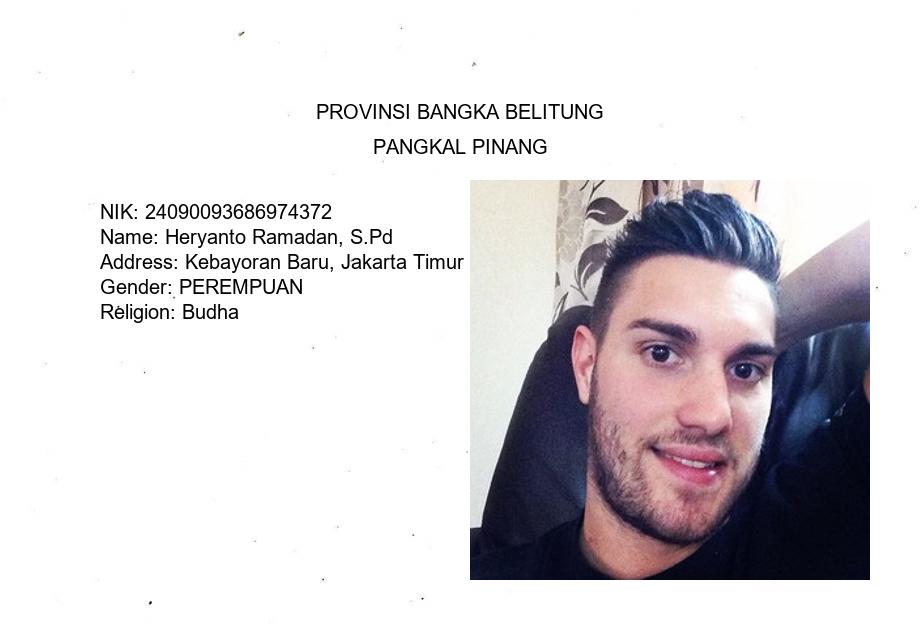 PROVINSI BANGKA BELITUNG
PANGKAL PINANG
NIK: 24090093686974372
Name: Heryanto Ramadan, S.Pd
Address: Kebayoran Baru, Jakarta Timur
Gender: PEREMPUAN
Religion: Budha